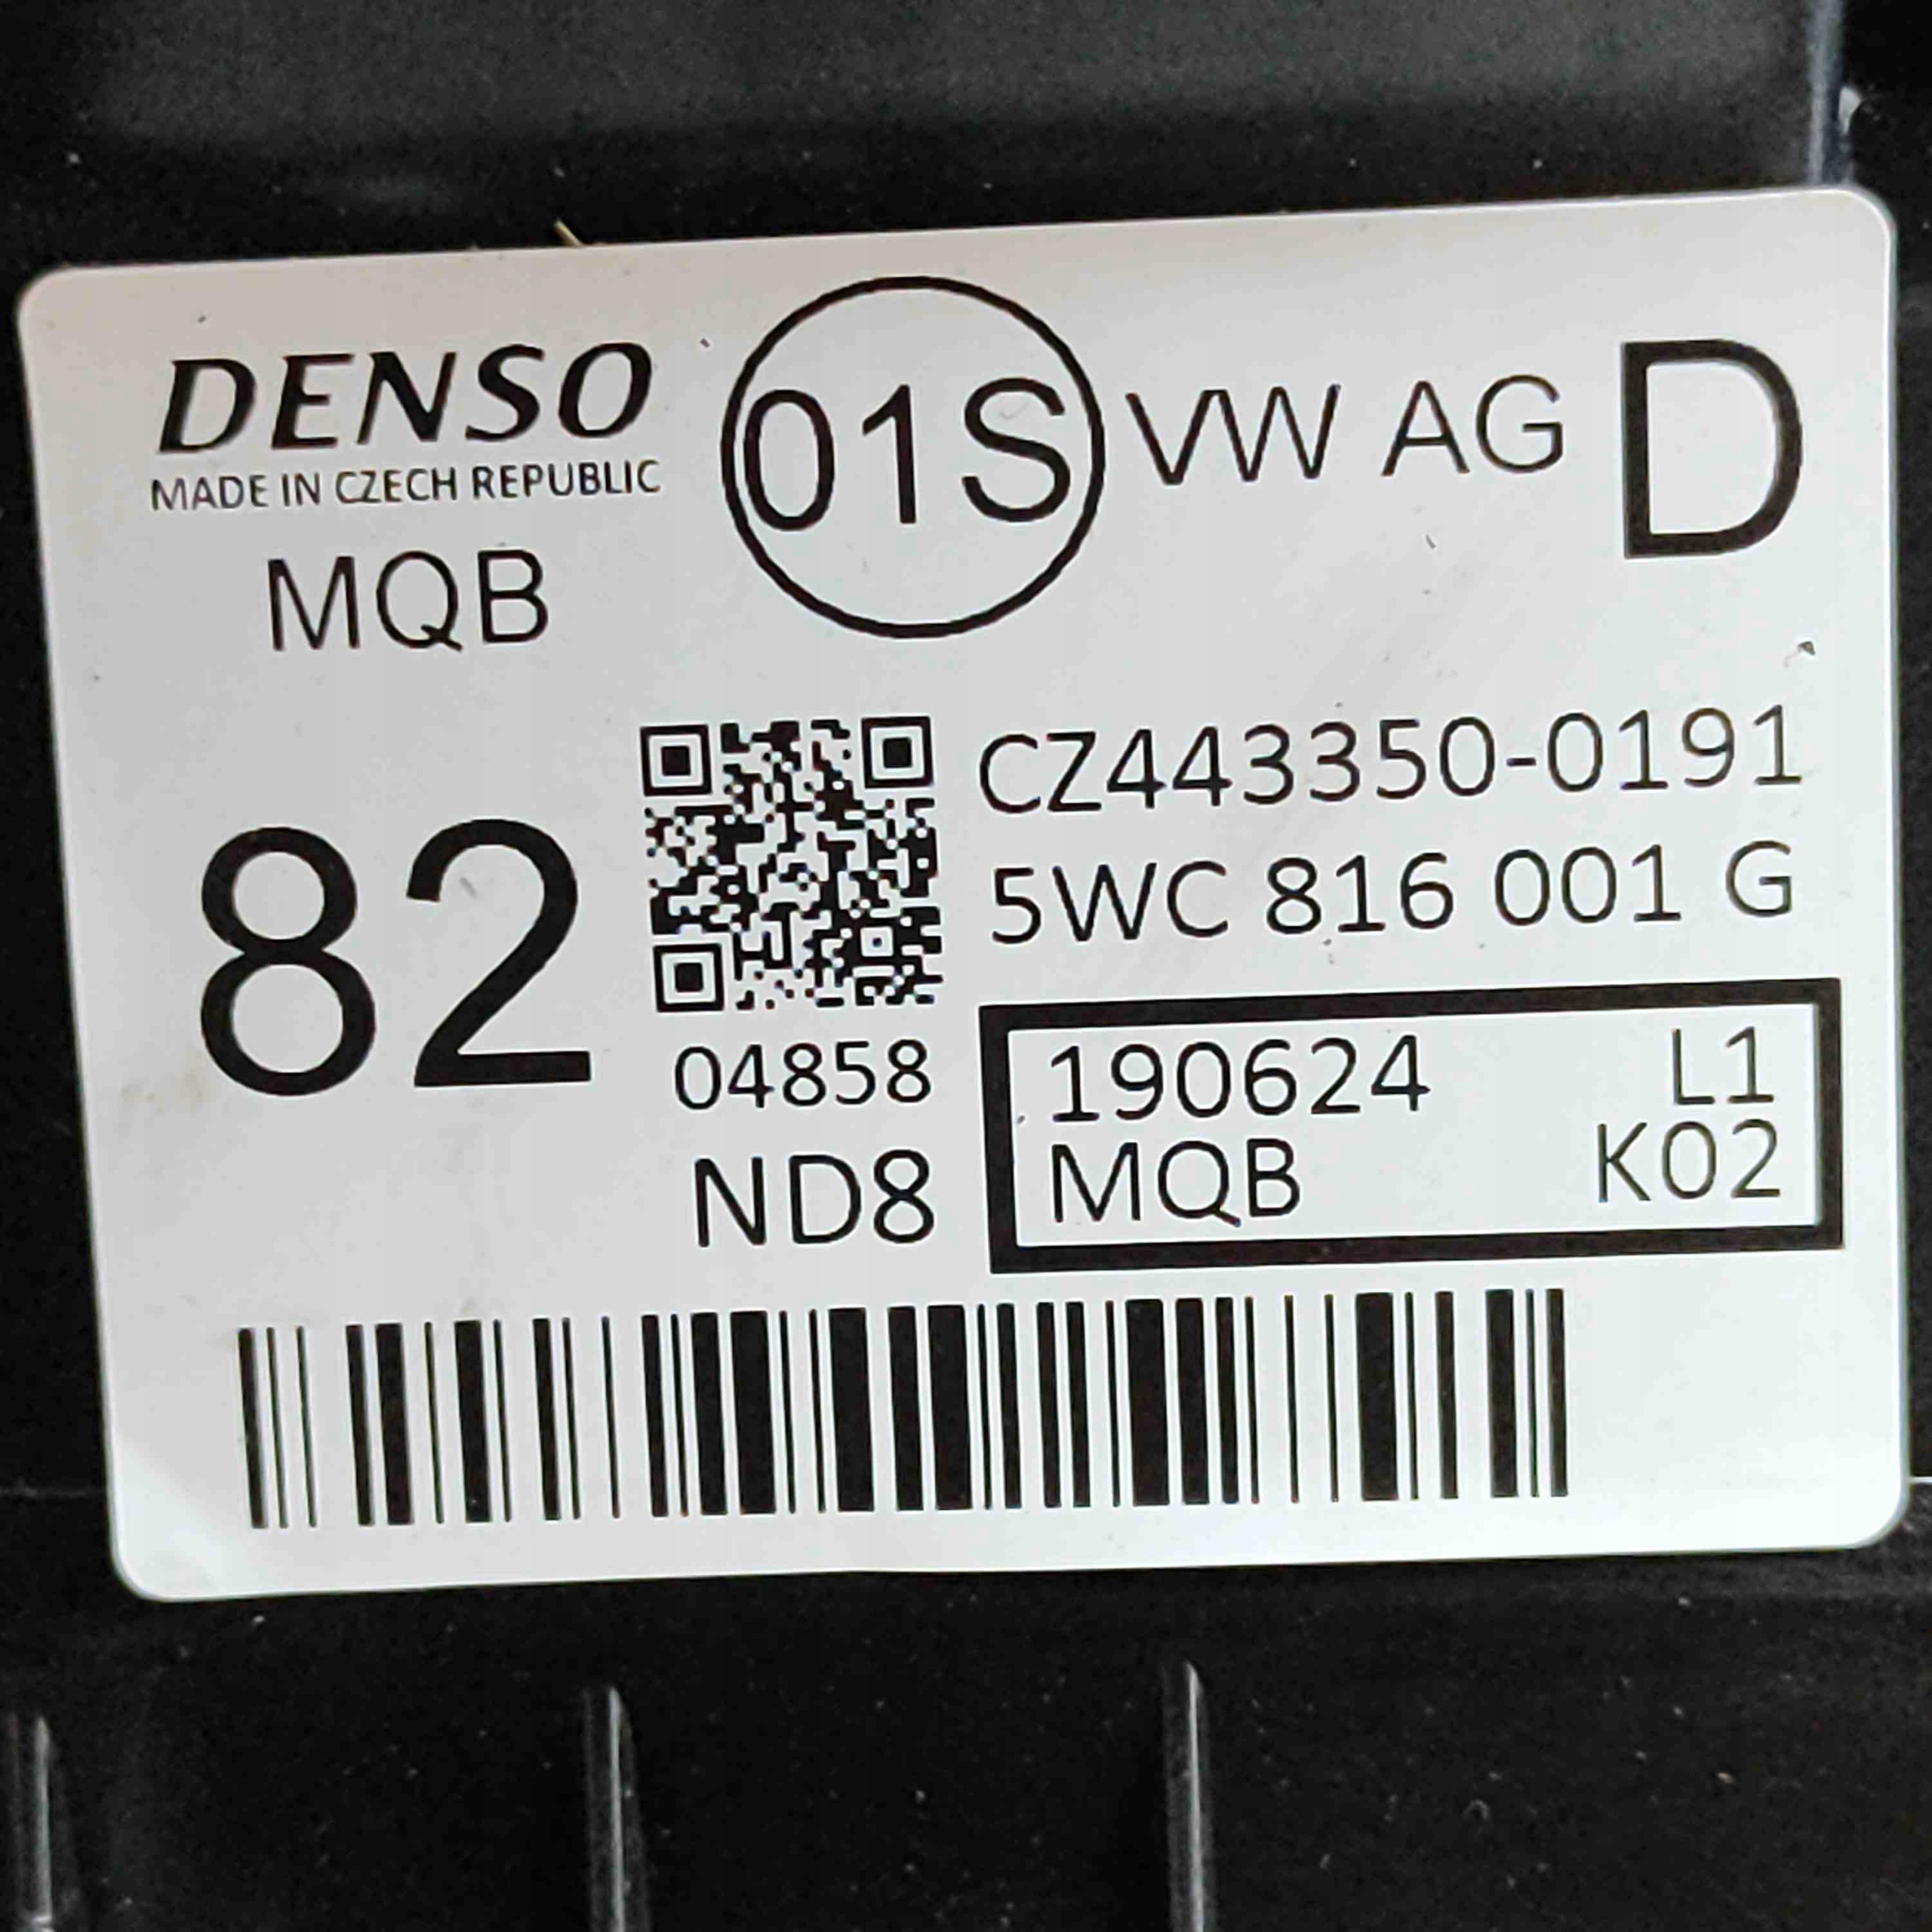 DENSO
MADE IN CZECH REPUBLIC
MQB
01S
VW AG
D
82
04858
ND8
CZ443350-0191
5WC 816 001 G
190624 L1
MQB K02